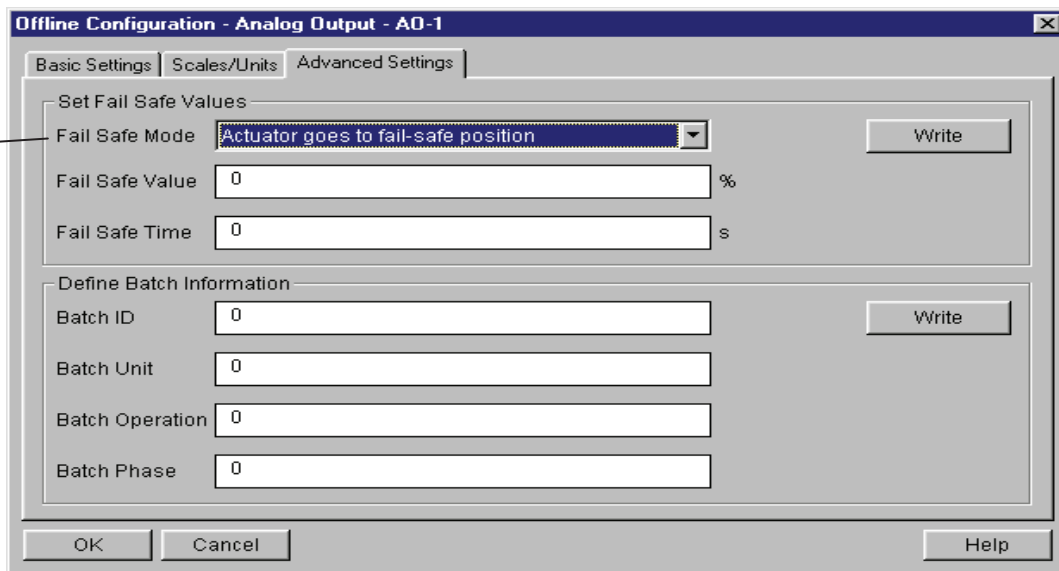 Offline Configuration - Analog Output - AO-1
Basic Settings Scales/Units Advanced Settings
Set Fail Safe Values
Fail Safe Mode Actuator goes to fail-safe position Write
Fail Safe Value 0 %
Fail Safe Time 0 s
Define Batch Information
Batch ID 0 Write
Batch Unit 0
Batch Operation 0
Batch Phase 0
OK Cancel Help